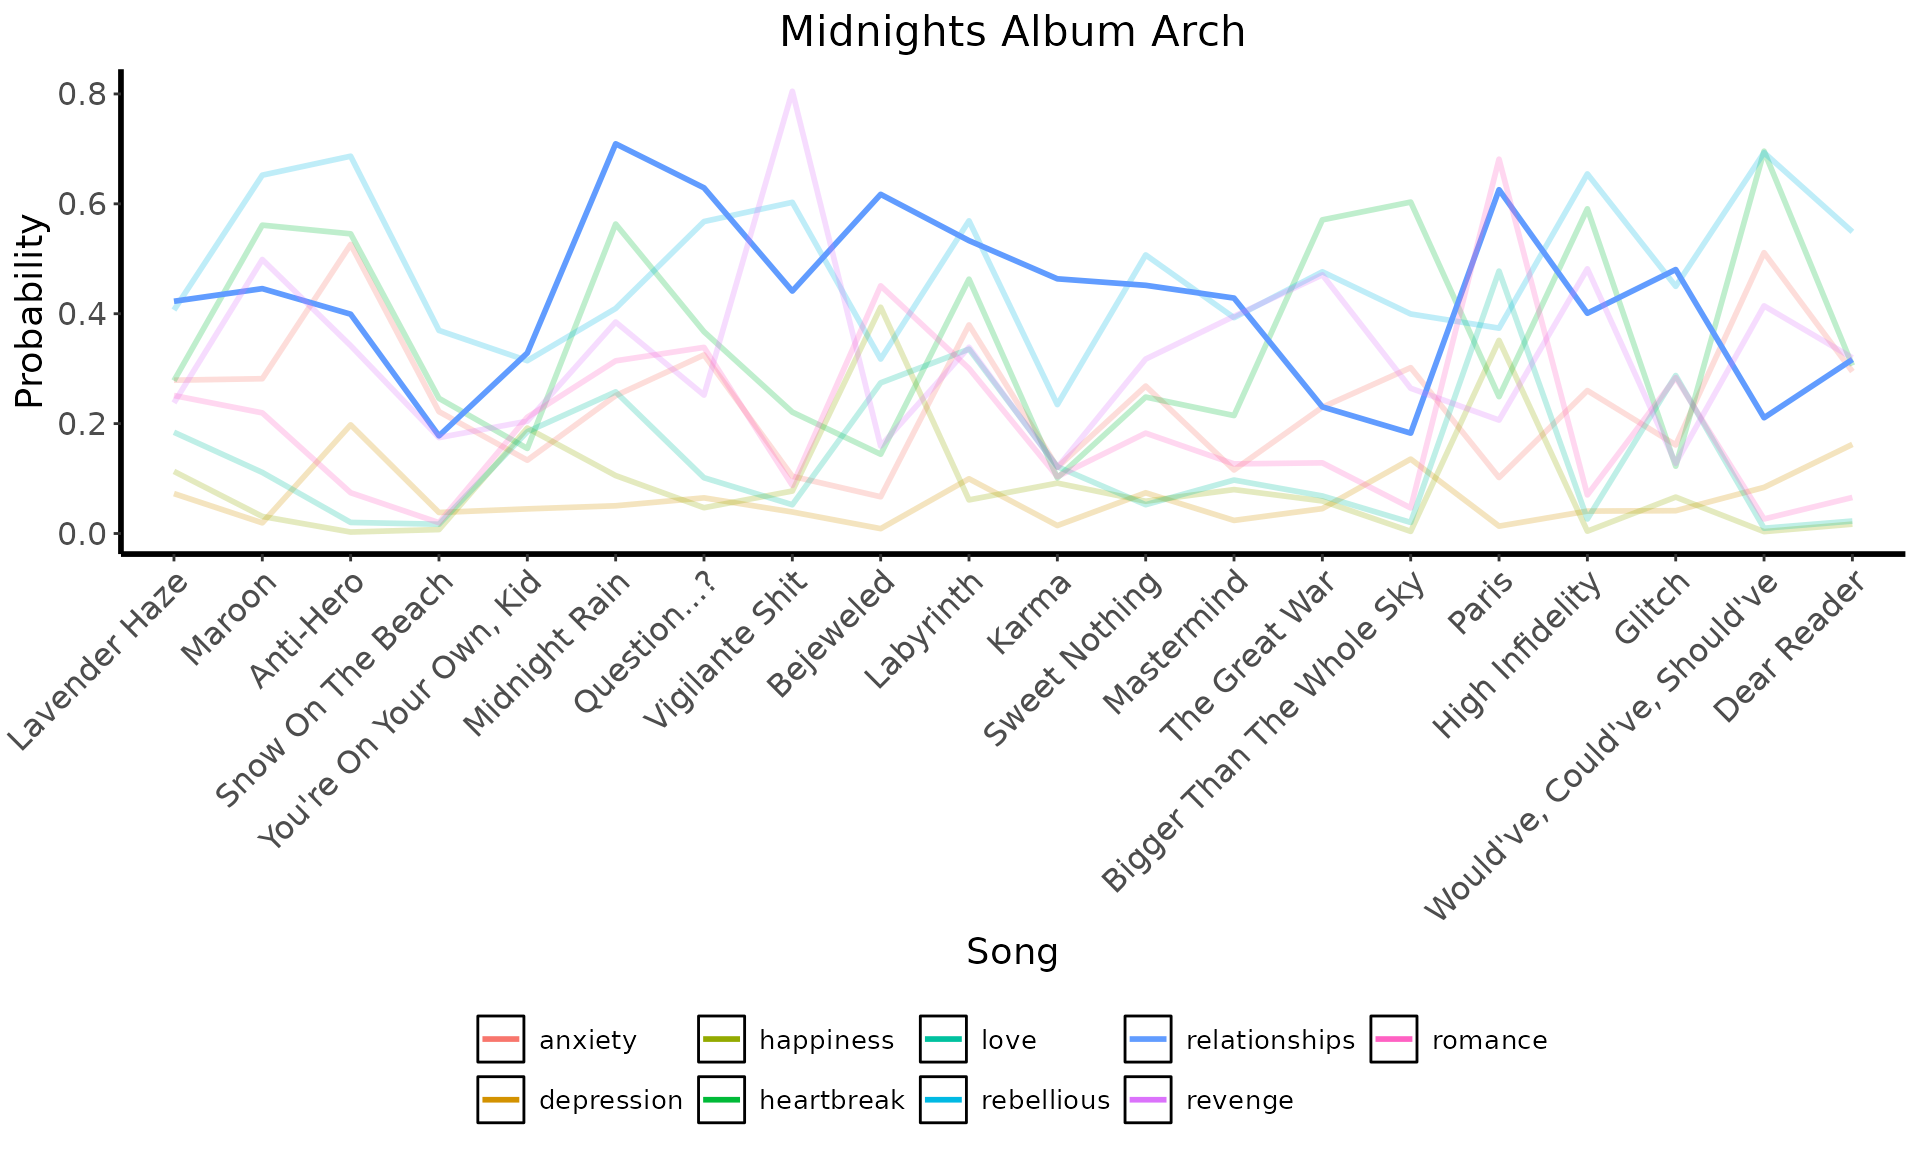 Midnights Album Arch
Probability
0.8
0.6
0.4
0.2
0.0
Lavender Haze
Maroon
Anti-Hero
Snow On The Beach
You're On Your Own, Kid
Midnight Rain
Question...?
Vigilante Shit
Bejeweled
Labyrinth
Karma
Sweet Nothing
Mastermind
The Great War
Bigger Than The Whole Sky
Paris
High Infidelity
Glitch
Would've, Could've, Should've
Dear Reader
Song
anxiety happiness love relationships romance
depression heartbreak rebellious revenge